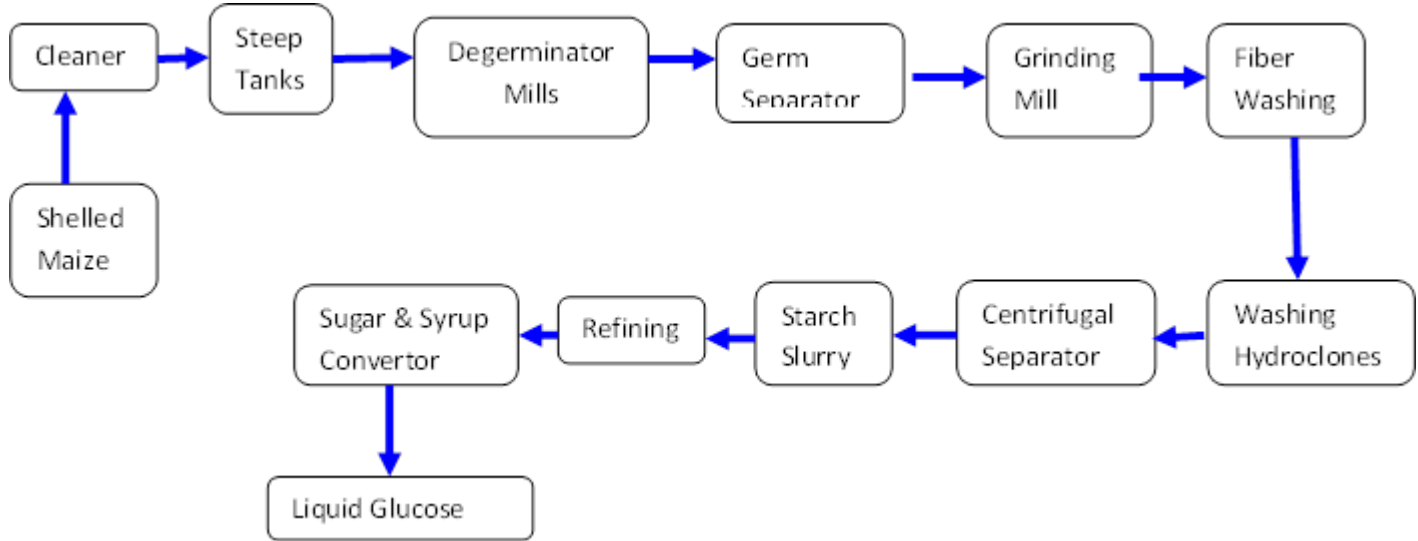 Cleaner
Steep
Tanks
Degerminator
Mills
Germ
Separator
Grinding
Mill
Fiber
Washing
Shelled
Maize
Sugar & Syrup
Convertor
Refining
Starch
Slurry
Centrifugal
Separator
Washing
Hydroclones
Liquid Glucose